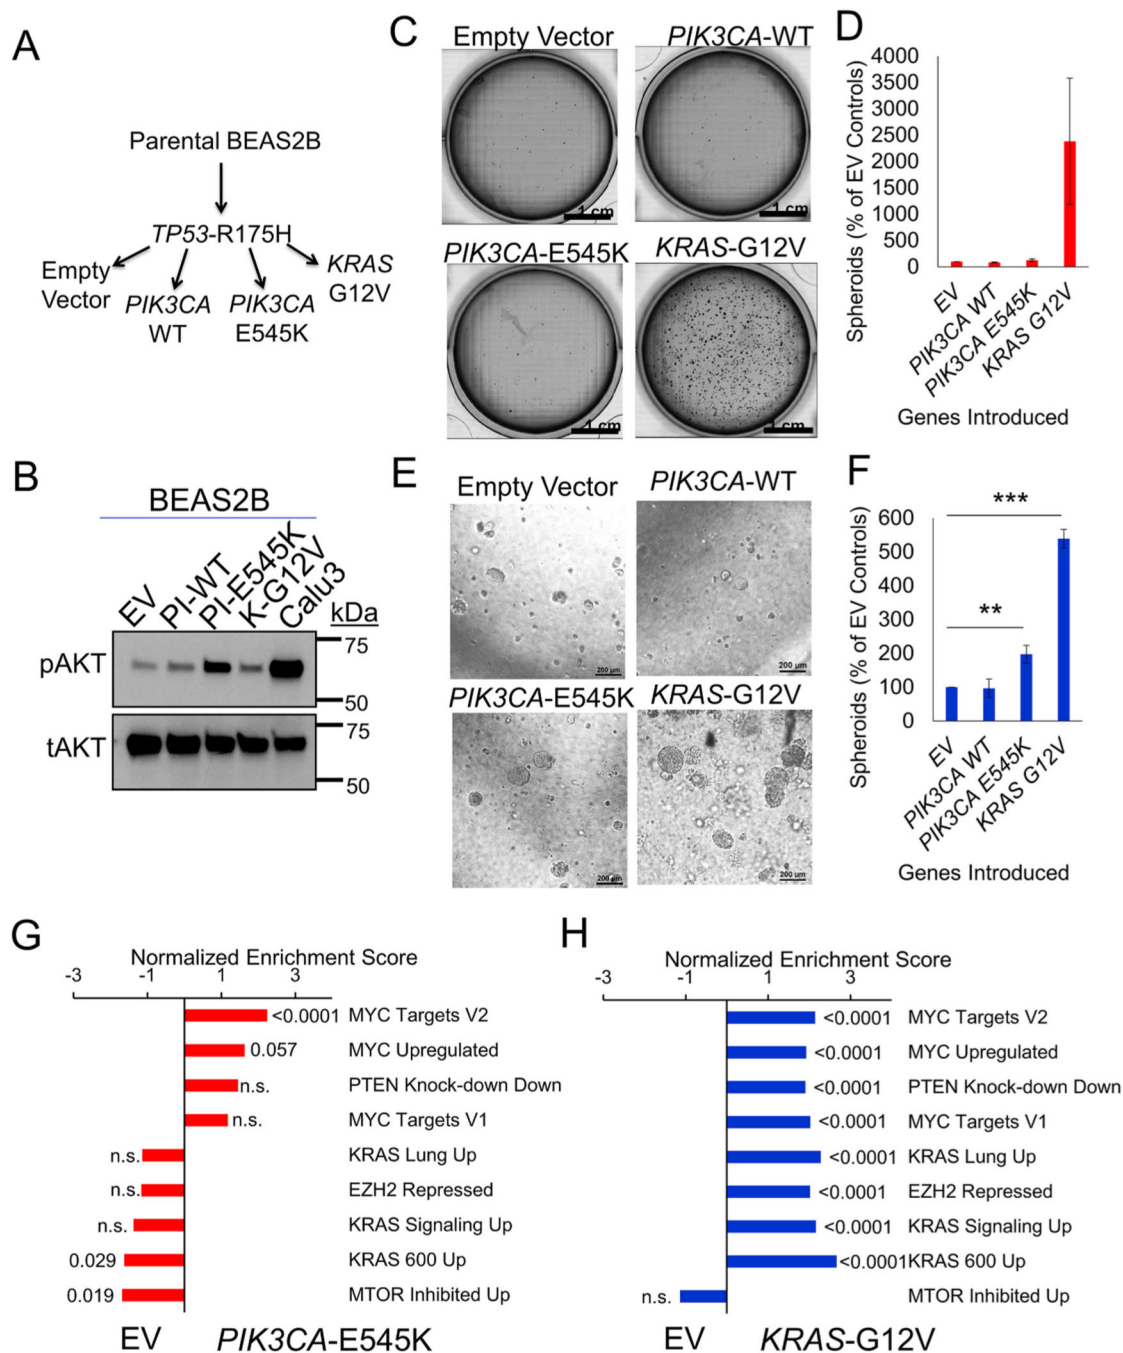 A
Parental BEAS2B
TP53-R175H
Empty
Vector
PIK3CA
WT
PIK3CA
E545K
KRAS
G12V
B
BEAS2B
EV
PI-WT
PI-E545K
K-G12V
Calu3
kDa
pAKT
75
50
tAKT
75
50
C
Empty Vector
PIK3CA-WT
1 cm
1 cm
PIK3CA-E545K
KRAS-G12V
1 cm
1 cm
D
Spheroids (% of EV Controls)
4000
3500
3000
2500
2000
1500
1000
500
0
EV
PIK3CA WT
PIK3CA E545K
KRAS G12V
Genes Introduced
E
Empty Vector
PIK3CA-WT
200 µm
200 µm
PIK3CA-E545K
KRAS-G12V
200 µm
200 µm
F
Spheroids (% of EV Controls)
600
500
400
300
200
100
0
***
**
EV
PIK3CA WT
PIK3CA E545K
KRAS G12V
Genes Introduced
G
Normalized Enrichment Score
-3 -1 1 3
<0.0001 MYC Targets V2
0.057 MYC Upregulated
n.s. PTEN Knock-down Down
n.s. MYC Targets V1
n.s. KRAS Lung Up
n.s. EZH2 Repressed
n.s. KRAS Signaling Up
0.029 KRAS 600 Up
0.019 MTOR Inhibited Up
EV PIK3CA-E545K
H
Normalized Enrichment Score
-3 -1 1 3
<0.0001 MYC Targets V2
<0.0001 MYC Upregulated
<0.0001 PTEN Knock-down Down
<0.0001 MYC Targets V1
<0.0001 KRAS Lung Up
<0.0001 EZH2 Repressed
<0.0001 KRAS Signaling Up
<0.0001 KRAS 600 Up
n.s. MTOR Inhibited Up
EV KRAS-G12V